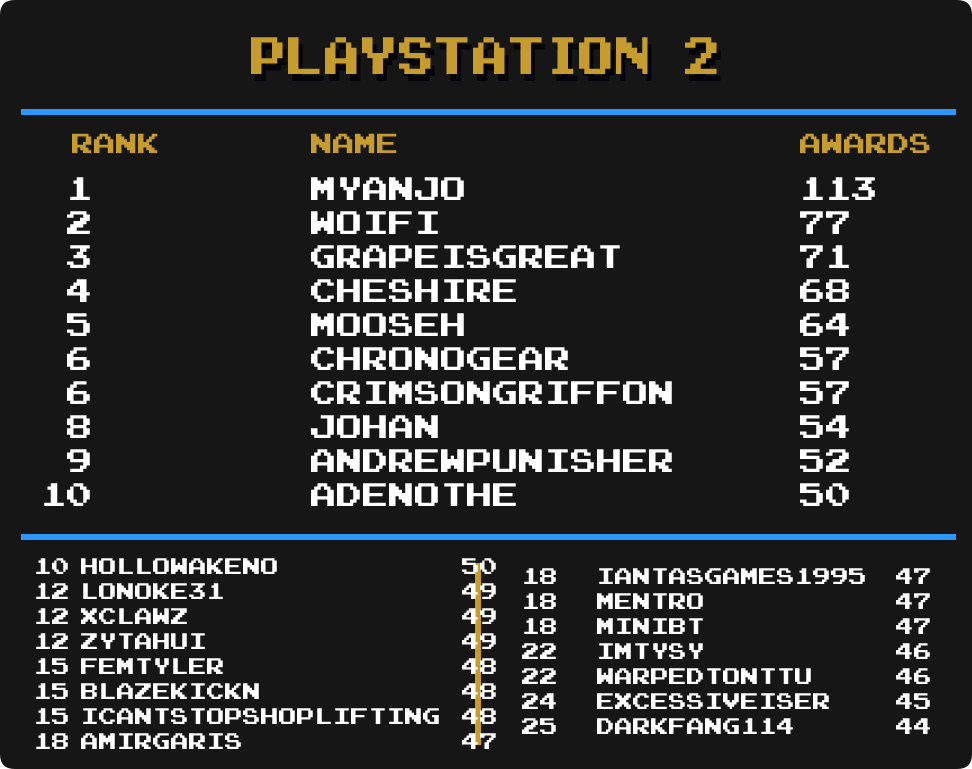 PLAYSTATION 2
RANK NAME AWARDS
1 MYANJO 113
2 WOIFI 77
3 GRAPEISGREAT 71
4 CHESHIRE 68
5 MOOSEH 64
6 CHRONOGEAR 57
6 CRIMSONGRIFFON 57
8 JOHAN 54
9 ANDREWPUNISHER 52
10 ADENOTHE 50
10 HOLLOWAKENO 50
12 LONOKE31 49
12 XCLAWZ 49
12 ZYTAHUI 49
15 FEMTYLER 48
15 BLAZEKICKN 48
15 ICANTSTOPSHOPLIFTING 48
18 AMIRGARIS 47
18 IANTASGAMES1995 47
18 MENTRO 47
18 MINIBT 47
22 IMTYSY 46
22 WARPEDTONTTU 46
24 EXCESSIVEISER 45
25 DARKFANG114 44